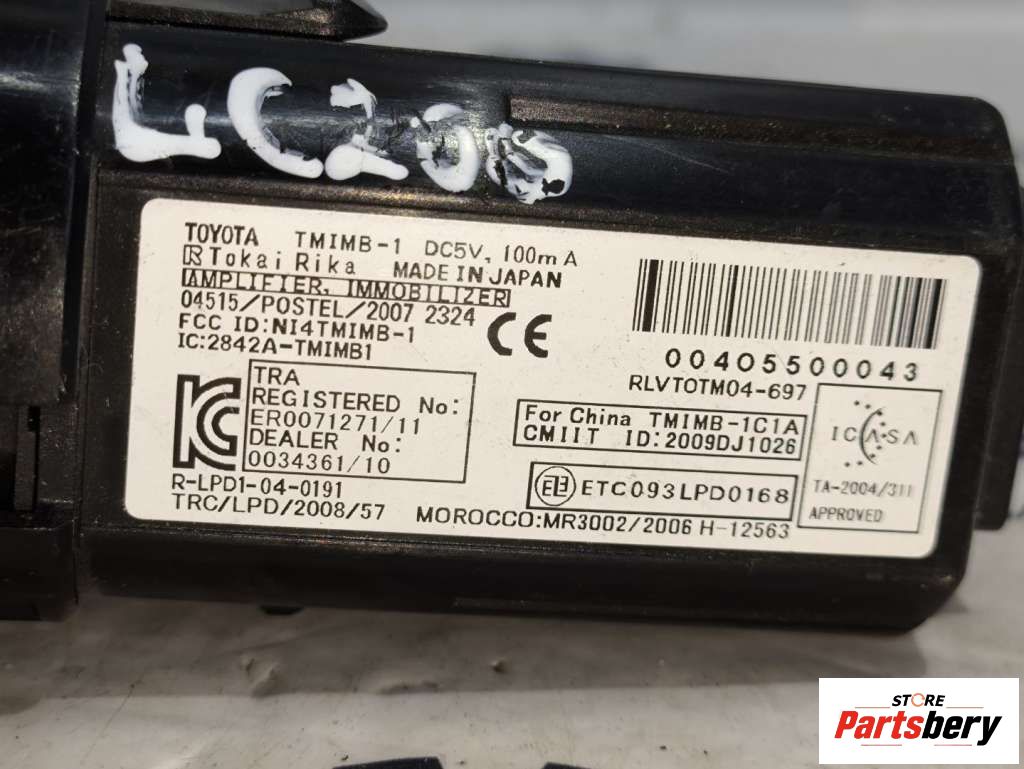 LC200
TOYOTA TMIMB-1 DC5V, 100mA
Tokai Rika MADE IN JAPAN
AMPLIFIER, IMMOBILIZER
04515/POSTEL/2007 2324
FCC ID:NI4TMIMB-1
IC:2842A-TMIMB1
CE
00405500043
RLVTOTM04-697
TRA
REGISTERED No:
ER0071271/11
DEALER No:
0034361/10
For China TMIMB-1C1A
CMIIT ID:2009DJ1026
ICASA
TA-2004/311
APPROVED
ETC093LPD0168
R-LPD1-04-0191
TRC/LPD/2008/57
MOROCCO:MR3002/2006 H-12563
STORE
Partsbery